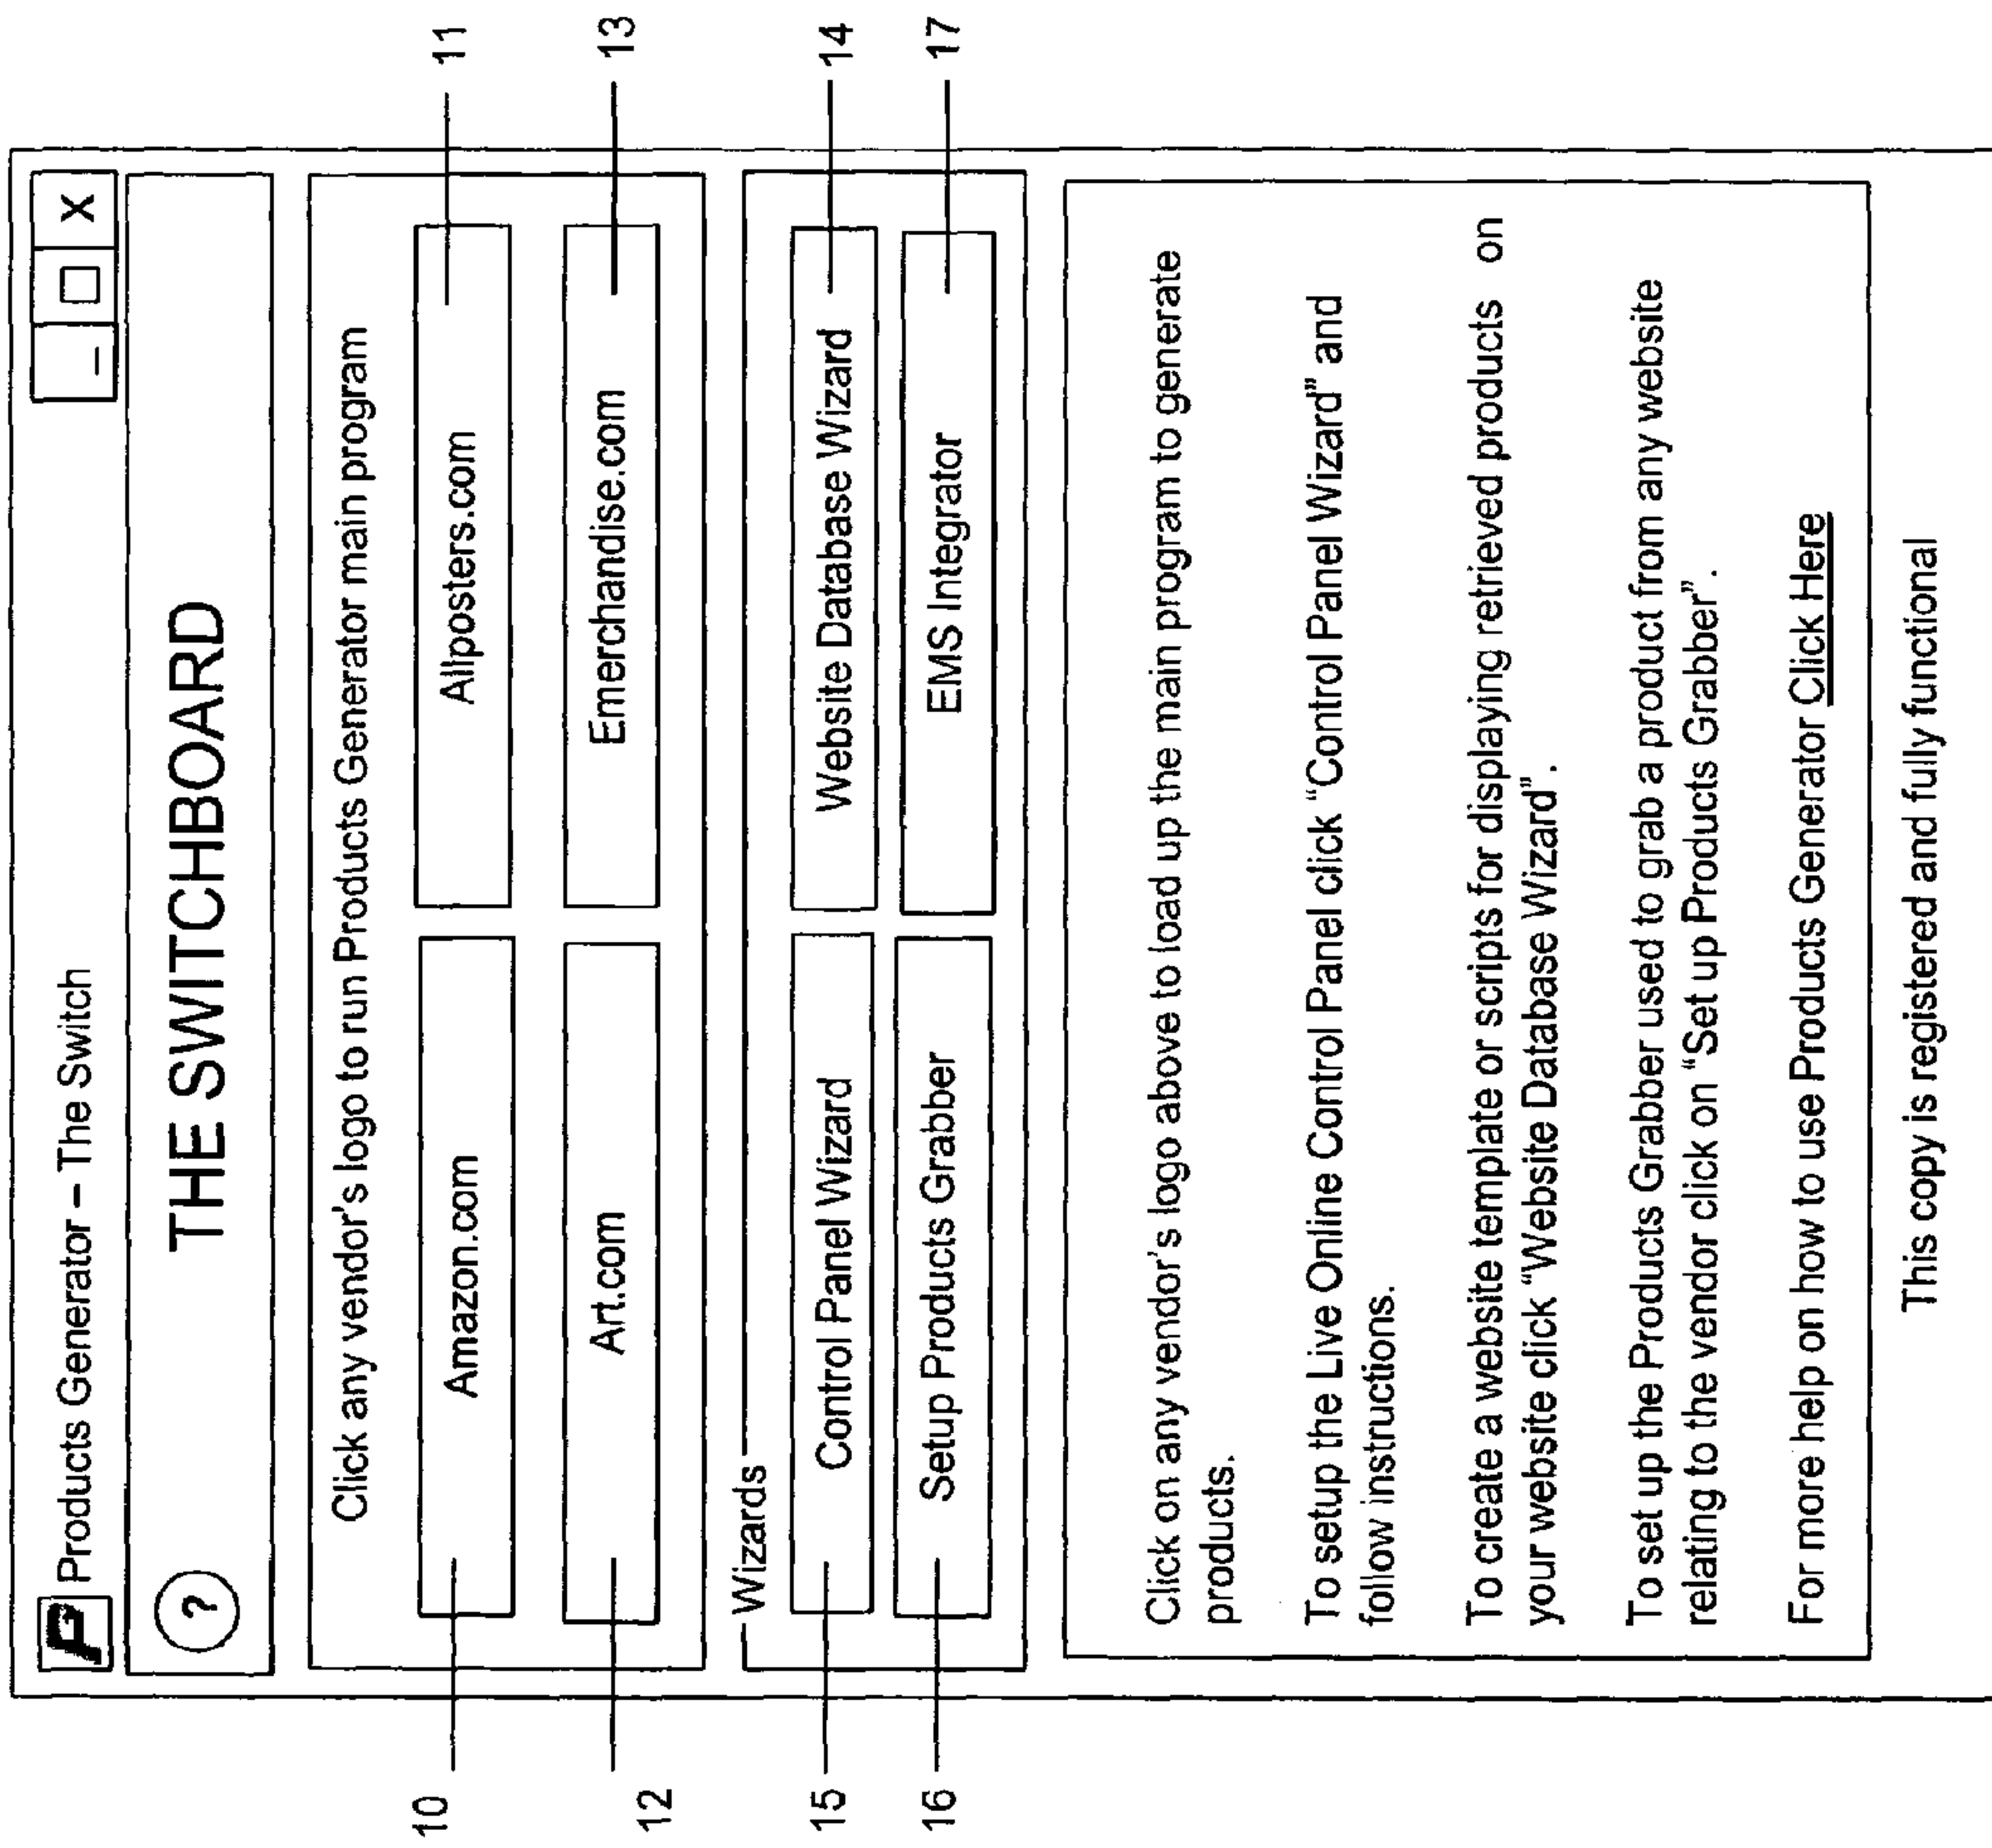 Products Generator – The Switch
_ □ X
?
THE SWITCHBOARD
Click any vendor's logo to run Products Generator main program
10
Amazon.com
Allposters.com
11
12
Art.com
Emerchandise.com
13
Wizards
15
Control Panel Wizard
Website Database Wizard
14
16
Setup Products Grabber
EMS Integrator
17
Click on any vendor's logo above to load up the main program to generate
products.
To setup the Live Online Control Panel click “Control Panel Wizard” and
follow instructions.
To create a website template or scripts for displaying retrieved products on
your website click “Website Database Wizard”.
To set up the Products Grabber used to grab a product from any website
relating to the vendor click on “Set up Products Grabber”.
For more help on how to use Products Generator Click Here
This copy is registered and fully functional